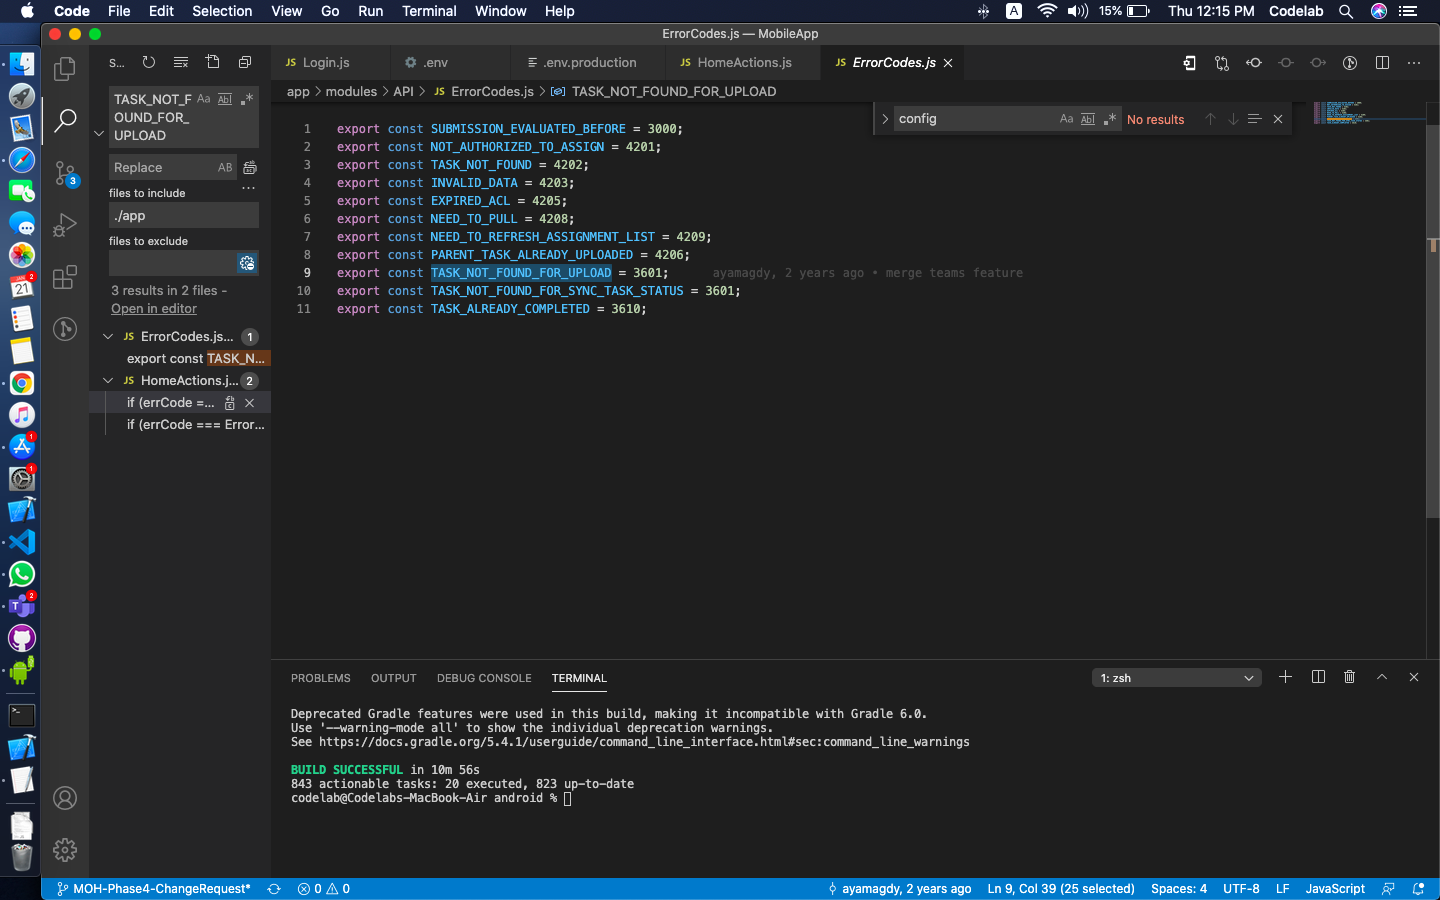 Code File Edit Selection View Go Run Terminal Window Help
A 15% Thu 12:15 PM Codelab
ErrorCodes.js — MobileApp
S...
Login.js
.env
.env.production
HomeActions.js
ErrorCodes.js
app > modules > API > JS ErrorCodes.js > TASK_NOT_FOUND_FOR_UPLOAD
TASK_NOT_F
OUND_FOR_
UPLOAD
Replace
AB
files to include
...
./app
files to exclude
3 results in 2 files -
Open in editor
JS ErrorCodes.js... 1
export const TASK_N...
JS HomeActions.j... 2
if (errCode =...
if (errCode === Error...
config
Aa Abl .*
No results
1 export const SUBMISSION_EVALUATED_BEFORE = 3000;
2 export const NOT_AUTHORIZED_TO_ASSIGN = 4201;
3 export const TASK_NOT_FOUND = 4202;
4 export const INVALID_DATA = 4203;
5 export const EXPIRED_ACL = 4205;
6 export const NEED_TO_PULL = 4208;
7 export const NEED_TO_REFRESH_ASSIGNMENT_LIST = 4209;
8 export const PARENT_TASK_ALREADY_UPLOADED = 4206;
9 export const TASK_NOT_FOUND_FOR_UPLOAD = 3601; ayamagdy, 2 years ago • merge teams feature
10 export const TASK_NOT_FOUND_FOR_SYNC_TASK_STATUS = 3601;
11 export const TASK_ALREADY_COMPLETED = 3610;
PROBLEMS OUTPUT DEBUG CONSOLE TERMINAL
1: zsh
Deprecated Gradle features were used in this build, making it incompatible with Gradle 6.0.
Use '--warning-mode all' to show the individual deprecation warnings.
See https://docs.gradle.org/5.4.1/userguide/command_line_interface.html#sec:command_line_warnings
BUILD SUCCESSFUL in 10m 56s
843 actionable tasks: 20 executed, 823 up-to-date
codelab@Codelabs-MacBook-Air android %
MOH-Phase4-ChangeRequest* 0 0
ayamagdy, 2 years ago Ln 9, Col 39 (25 selected) Spaces: 4 UTF-8 LF JavaScript